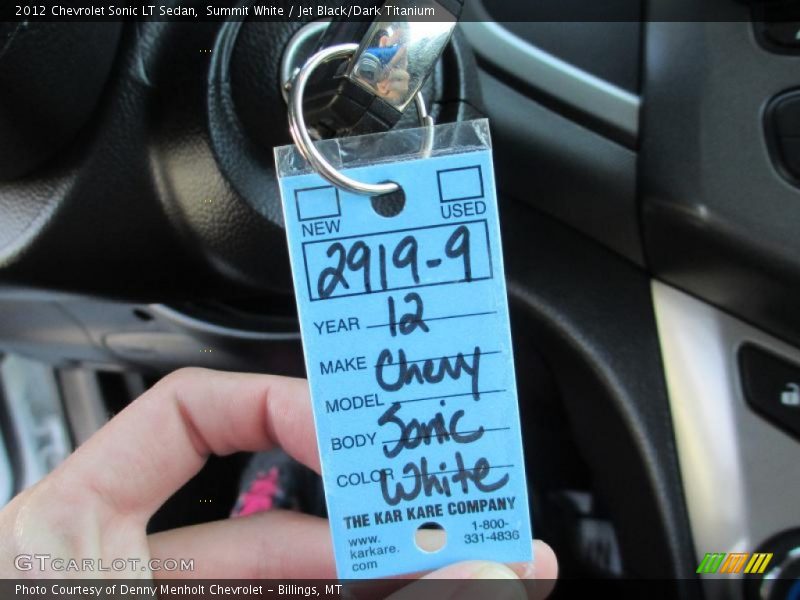 2012 Chevrolet Sonic LT Sedan,  Summit White / Jet Black/Dark Titanium
NEW
USED
2919-9
YEAR 12
MAKE Chevy
MODEL
BODY Sonic
COLOR White
THE KAR KARE COMPANY
www.
karkare.
com
1-800-
331-4836
GTCarLot.com
Photo Courtesy of Denny Menholt Chevrolet - Billings, MT